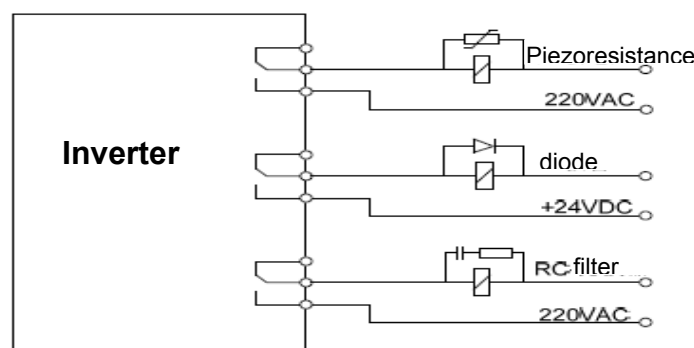 Piezoresistance
220VAC
Inverter
diode
+24VDC
RC filter
220VAC